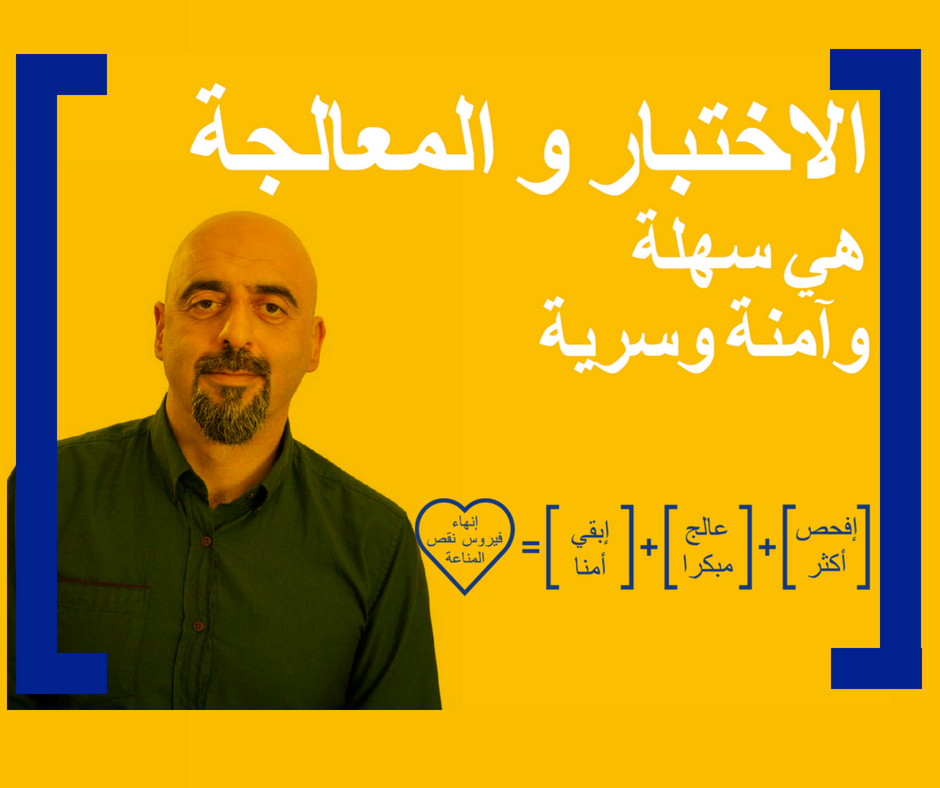 الاختبار و المعالجة
هي سهلة
وآمنة وسرية
[إفحص
أكثر]
+
[عالج
مبكرا]
+
[إبقي
أمنا]
=
إنهاء
فيروس نقص
المناعة